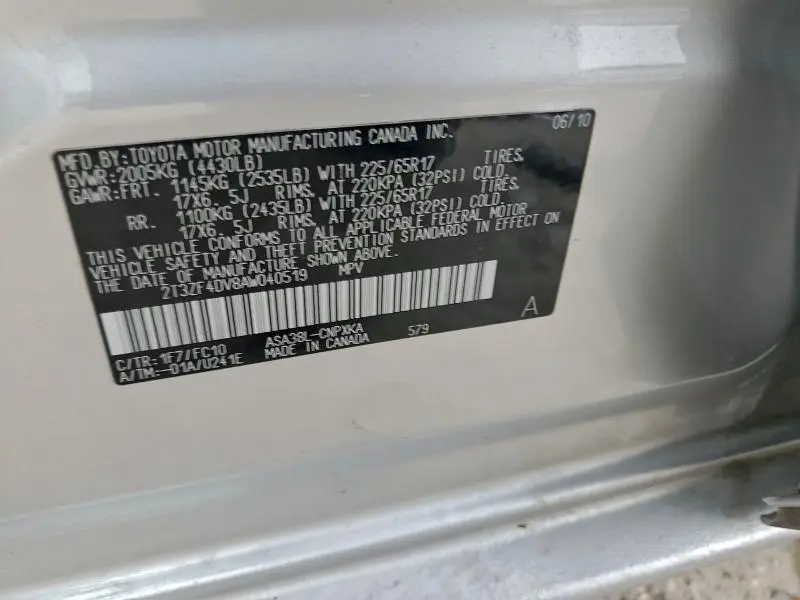 MFD.BY:TOYOTA MOTOR MANUFACTURING CANADA INC. 06/10
GVWR:2005KG (4430LB)
GAWR:FRT. 1145KG (2535LB) WITH 225/65R17 TIRES,
17X6.5J RIMS, AT 220KPA (32PSI) COLD.
RR. 1100KG (2435LB) WITH 225/65R17 TIRES,
17X6.5J RIMS, AT 220KPA (32PSI) COLD.
THIS VEHICLE CONFORMS TO ALL APPLICABLE FEDERAL MOTOR
VEHICLE SAFETY AND THEFT PREVENTION STANDARDS IN EFFECT ON
THE DATE OF MANUFACTURE SHOWN ABOVE.
2T3ZF4DV8AW040519 MPV
C/TR:1F7/FC10 ASA38L-CNPXKA 579 A
A/TM:-01A/U241E MADE IN CANADA